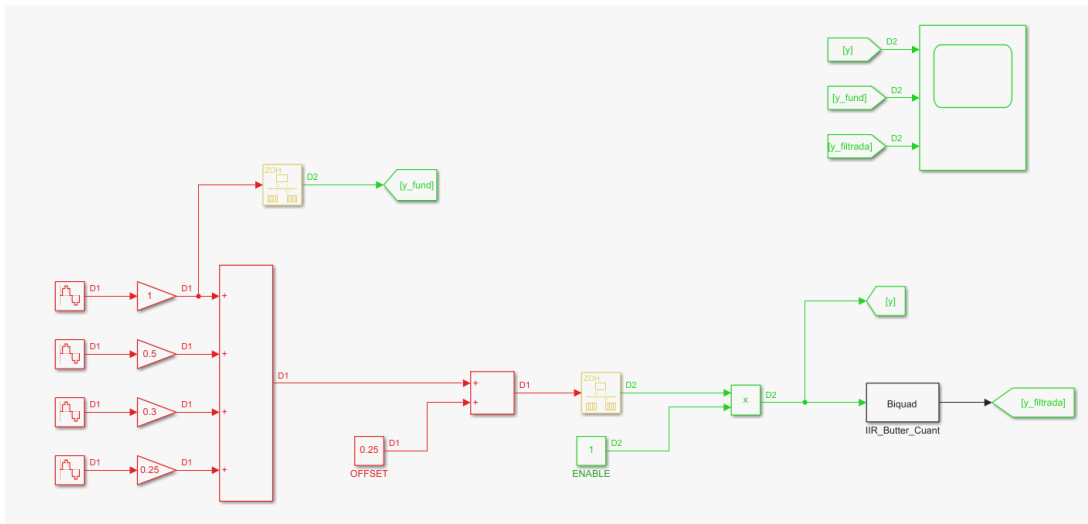 [y]
D2
[y_fund]
D2
[y_filtrada]
D2
ZOH
D2
[y_fund]
D1
1
D1
+
[y]
D1
0.5
D1
+
D1
+
D1
ZOH
D2
x
D2
Biquad
[y_filtrada]
IIR_Butter_Cuant
D1
0.3
D1
+
+
0.25
D1
OFFSET
1
D2
ENABLE
D1
0.25
D1
+